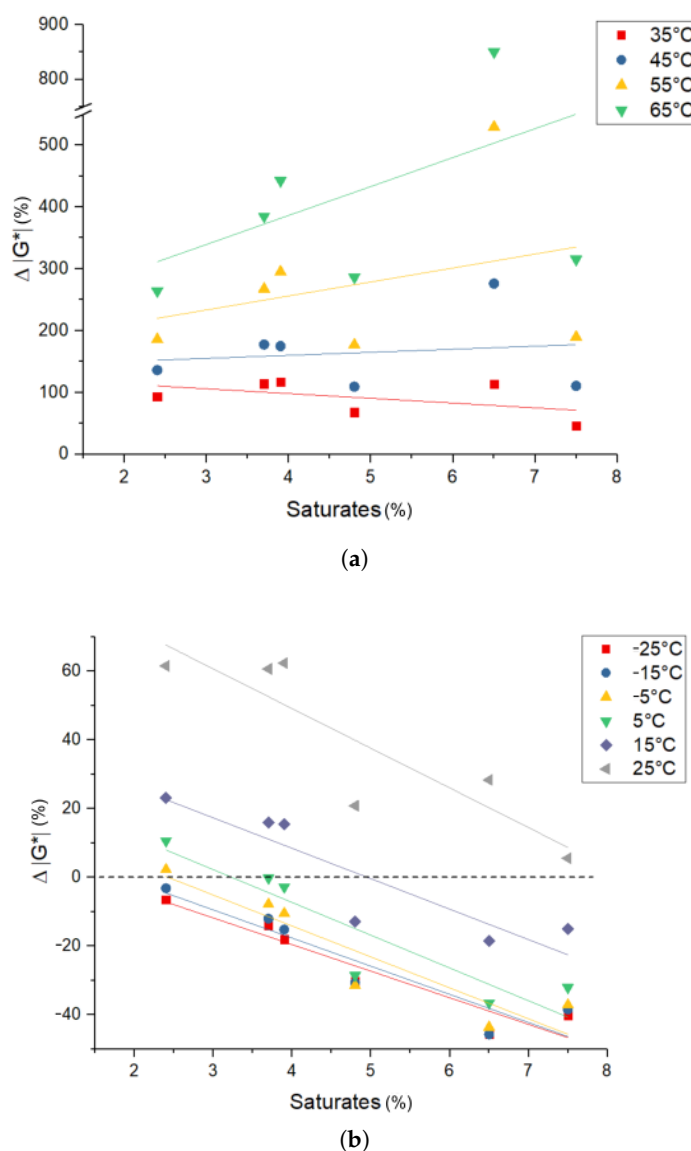 900
800
500
400
300
200
100
0
Δ |G*| (%)
2 3 4 5 6 7 8
Saturates (%)
35°C
45°C
55°C
65°C
(a)
60
40
20
0
-20
-40
Δ |G*| (%)
2 3 4 5 6 7 8
Saturates (%)
-25°C
-15°C
-5°C
5°C
15°C
25°C
(b)